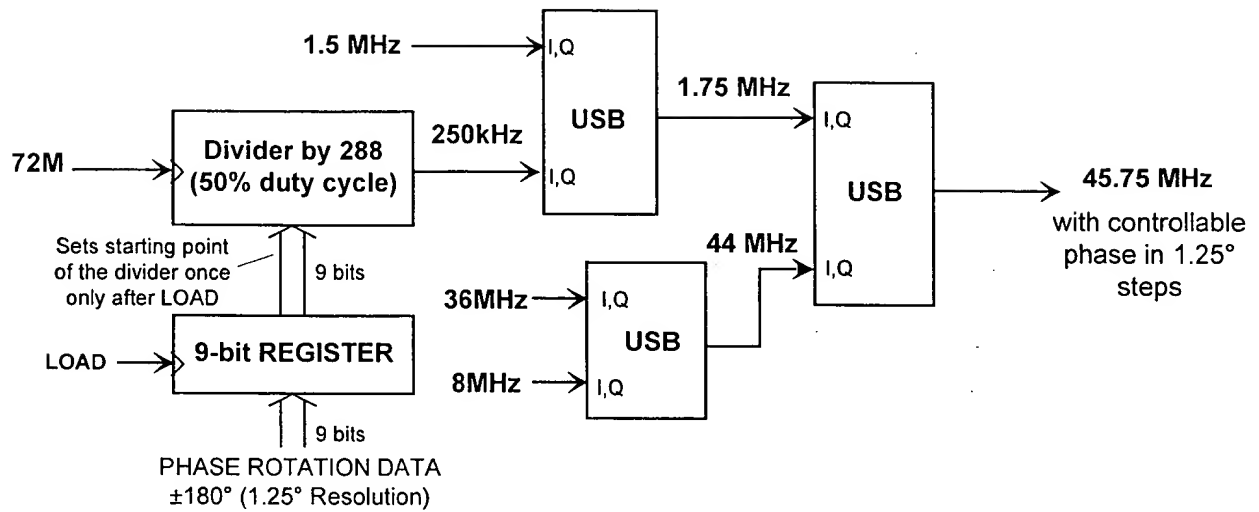 1.5 MHz
I,Q
USB
I,Q
1.75 MHz
72M
Divider by 288
(50% duty cycle)
250kHz
I,Q
USB
I,Q
45.75 MHz
with controllable
phase in 1.25°
steps
Sets starting point
of the divider once
only after LOAD
9 bits
44 MHz
36MHz
I,Q
USB
8MHz
I,Q
LOAD
9-bit REGISTER
9 bits
PHASE ROTATION DATA
±180° (1.25° Resolution)